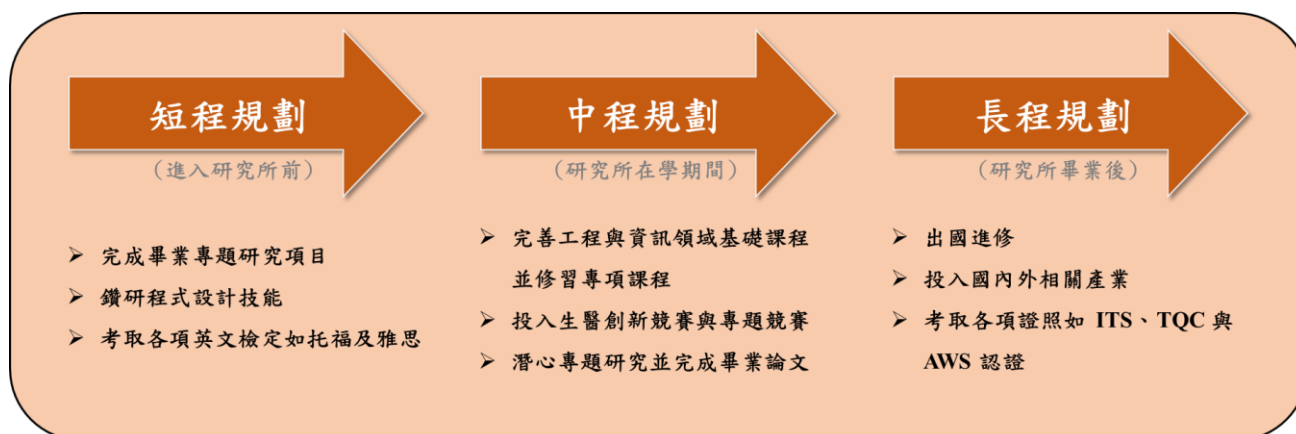 短程規劃
（進入研究所前）
➢ 完成畢業專題研究項目
➢ 鑽研程式設計技能
➢ 考取各項英文檢定如托福及雅思
中程規劃
（研究所在學期間）
➢ 完善工程與資訊領域基礎課程
並修習專項課程
➢ 投入生醫創新競賽與專題競賽
➢ 潛心專題研究並完成畢業論文
長程規劃
（研究所畢業後）
➢ 出國進修
➢ 投入國內外相關產業
➢ 考取各項證照如 ITS、TQC 與
AWS 認證